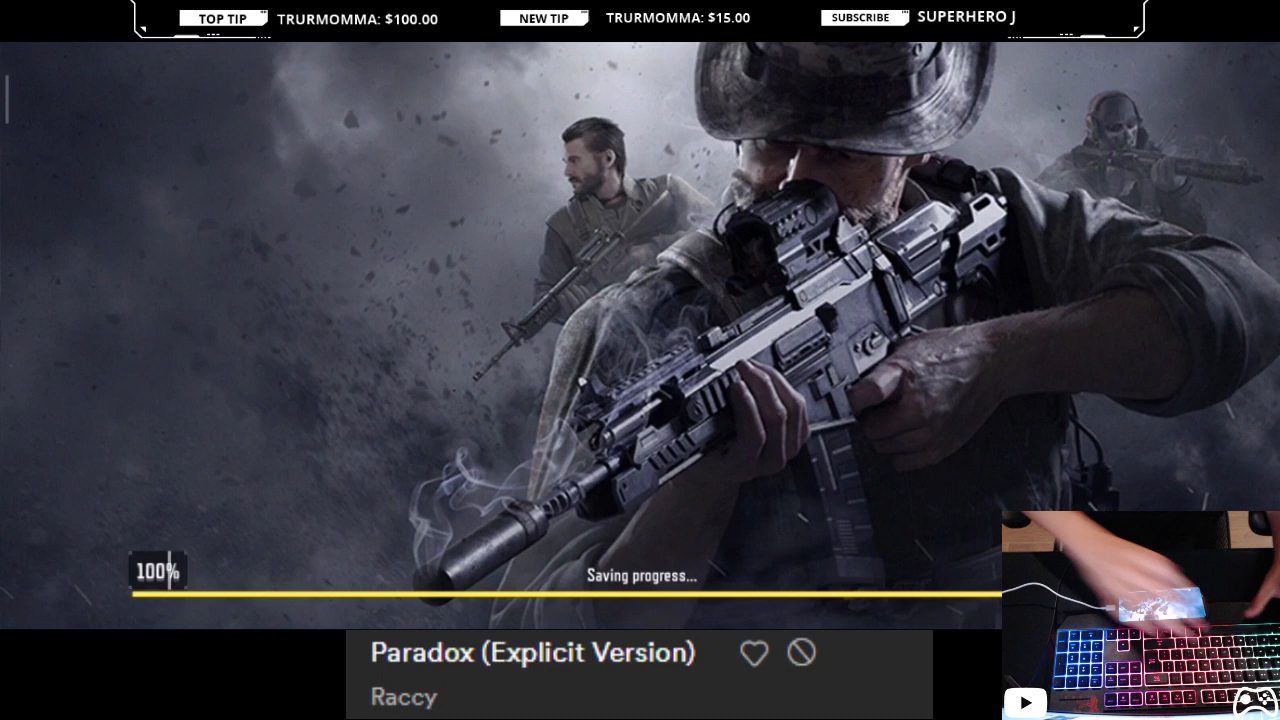 TOP TIP TRURMOMMA: $100.00 NEW TIP TRURMOMMA: $15.00 SUBSCRIBE SUPERHERO J
100%
Saving progress...
Paradox (Explicit Version)
Raccy